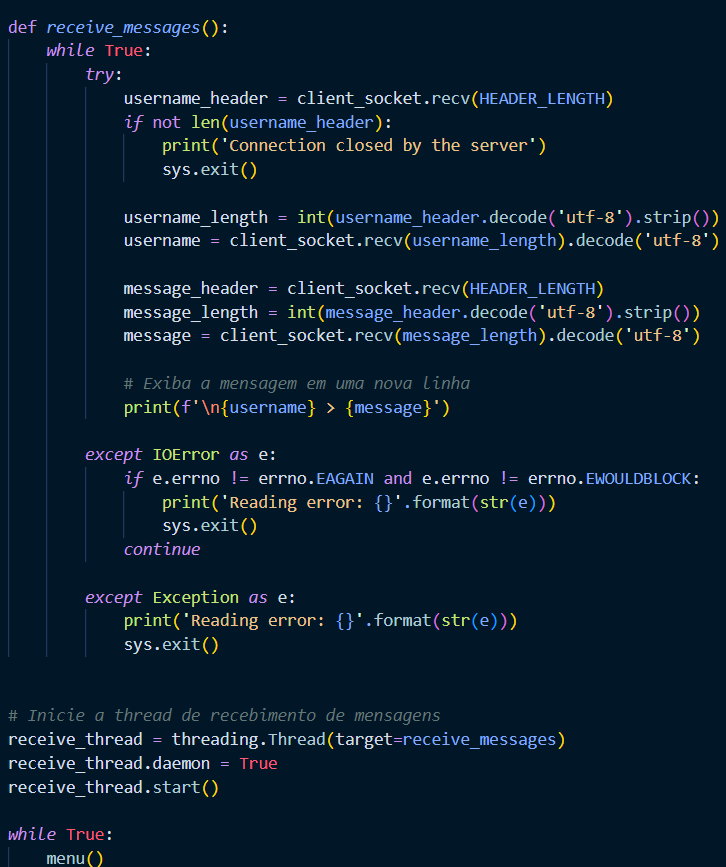 def receive_messages():
    while True:
        try:
            username_header = client_socket.recv(HEADER_LENGTH)
            if not len(username_header):
                print('Connection closed by the server')
                sys.exit()

            username_length = int(username_header.decode('utf-8').strip())
            username = client_socket.recv(username_length).decode('utf-8')

            message_header = client_socket.recv(HEADER_LENGTH)
            message_length = int(message_header.decode('utf-8').strip())
            message = client_socket.recv(message_length).decode('utf-8')

            # Exiba a mensagem em uma nova linha
            print(f'\n{username} > {message}')

        except IOError as e:
            if e.errno != errno.EAGAIN and e.errno != errno.EWOULDBLOCK:
                print('Reading error: {}'.format(str(e)))
                sys.exit()
            continue

        except Exception as e:
            print('Reading error: {}'.format(str(e)))
            sys.exit()


# Inicie a thread de recebimento de mensagens
receive_thread = threading.Thread(target=receive_messages)
receive_thread.daemon = True
receive_thread.start()

while True:
    menu()